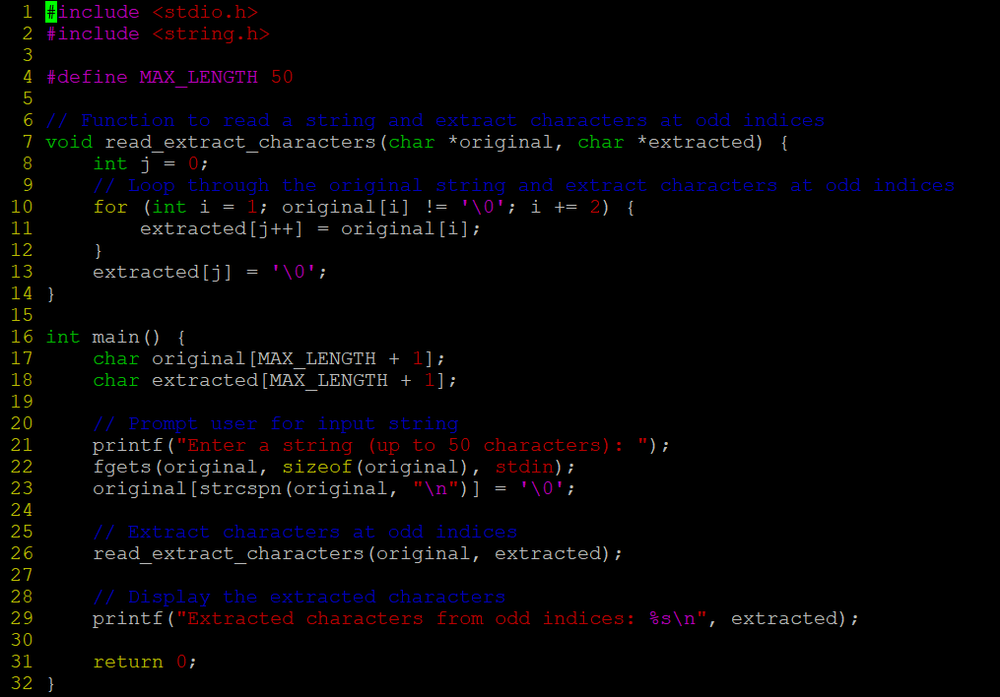 1 #include <stdio.h>
2 #include <string.h>
3
4 #define MAX_LENGTH 50
5
6 // Function to read a string and extract characters at odd indices
7 void read_extract_characters(char *original, char *extracted) {
8     int j = 0;
9     // Loop through the original string and extract characters at odd indices
10     for (int i = 1; original[i] != '\0'; i += 2) {
11         extracted[j++] = original[i];
12     }
13     extracted[j] = '\0';
14 }
15
16 int main() {
17     char original[MAX_LENGTH + 1];
18     char extracted[MAX_LENGTH + 1];
19
20     // Prompt user for input string
21     printf("Enter a string (up to 50 characters): ");
22     fgets(original, sizeof(original), stdin);
23     original[strcspn(original, "\n")] = '\0';
24
25     // Extract characters at odd indices
26     read_extract_characters(original, extracted);
27
28     // Display the extracted characters
29     printf("Extracted characters from odd indices: %s\n", extracted);
30
31     return 0;
32 }